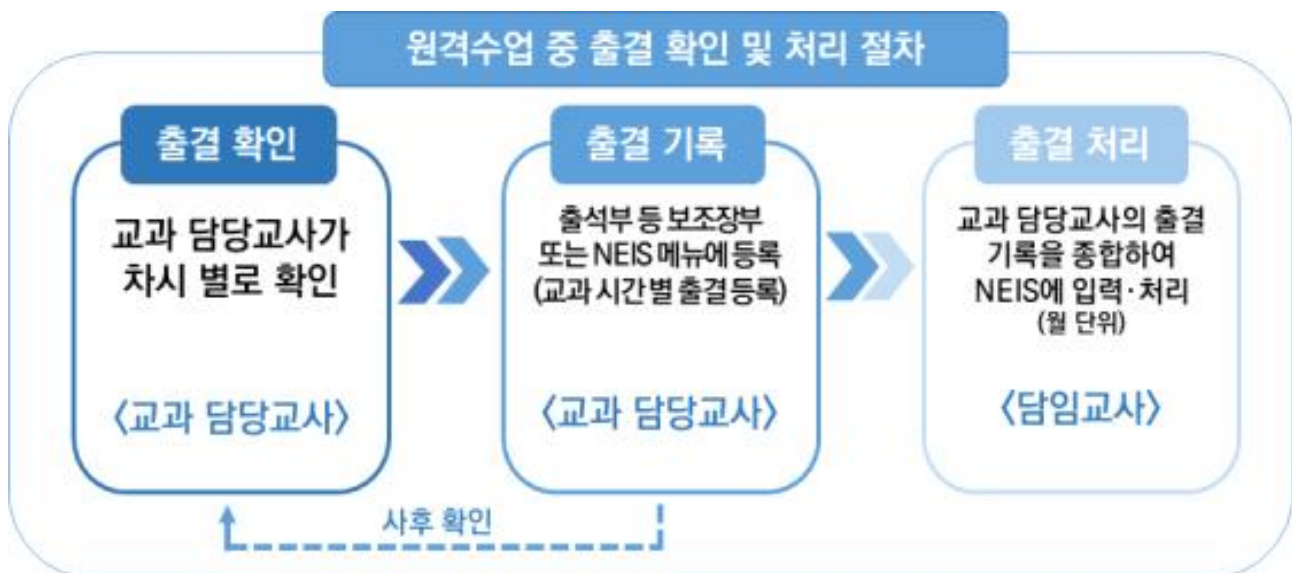 원격수업 중 출결 확인 및 처리 절차
출결 확인
교과 담당교사가
차시 별로 확인
〈교과 담당교사〉
출결 기록
출석부 등 보조장부
또는 NEIS 메뉴에 등록
(교과 시간별 출결 등록)
〈교과 담당교사〉
출결 처리
교과 담당교사의 출결
기록을 종합하여
NEIS에 입력·처리
(월 단위)
〈담임교사〉
사후 확인